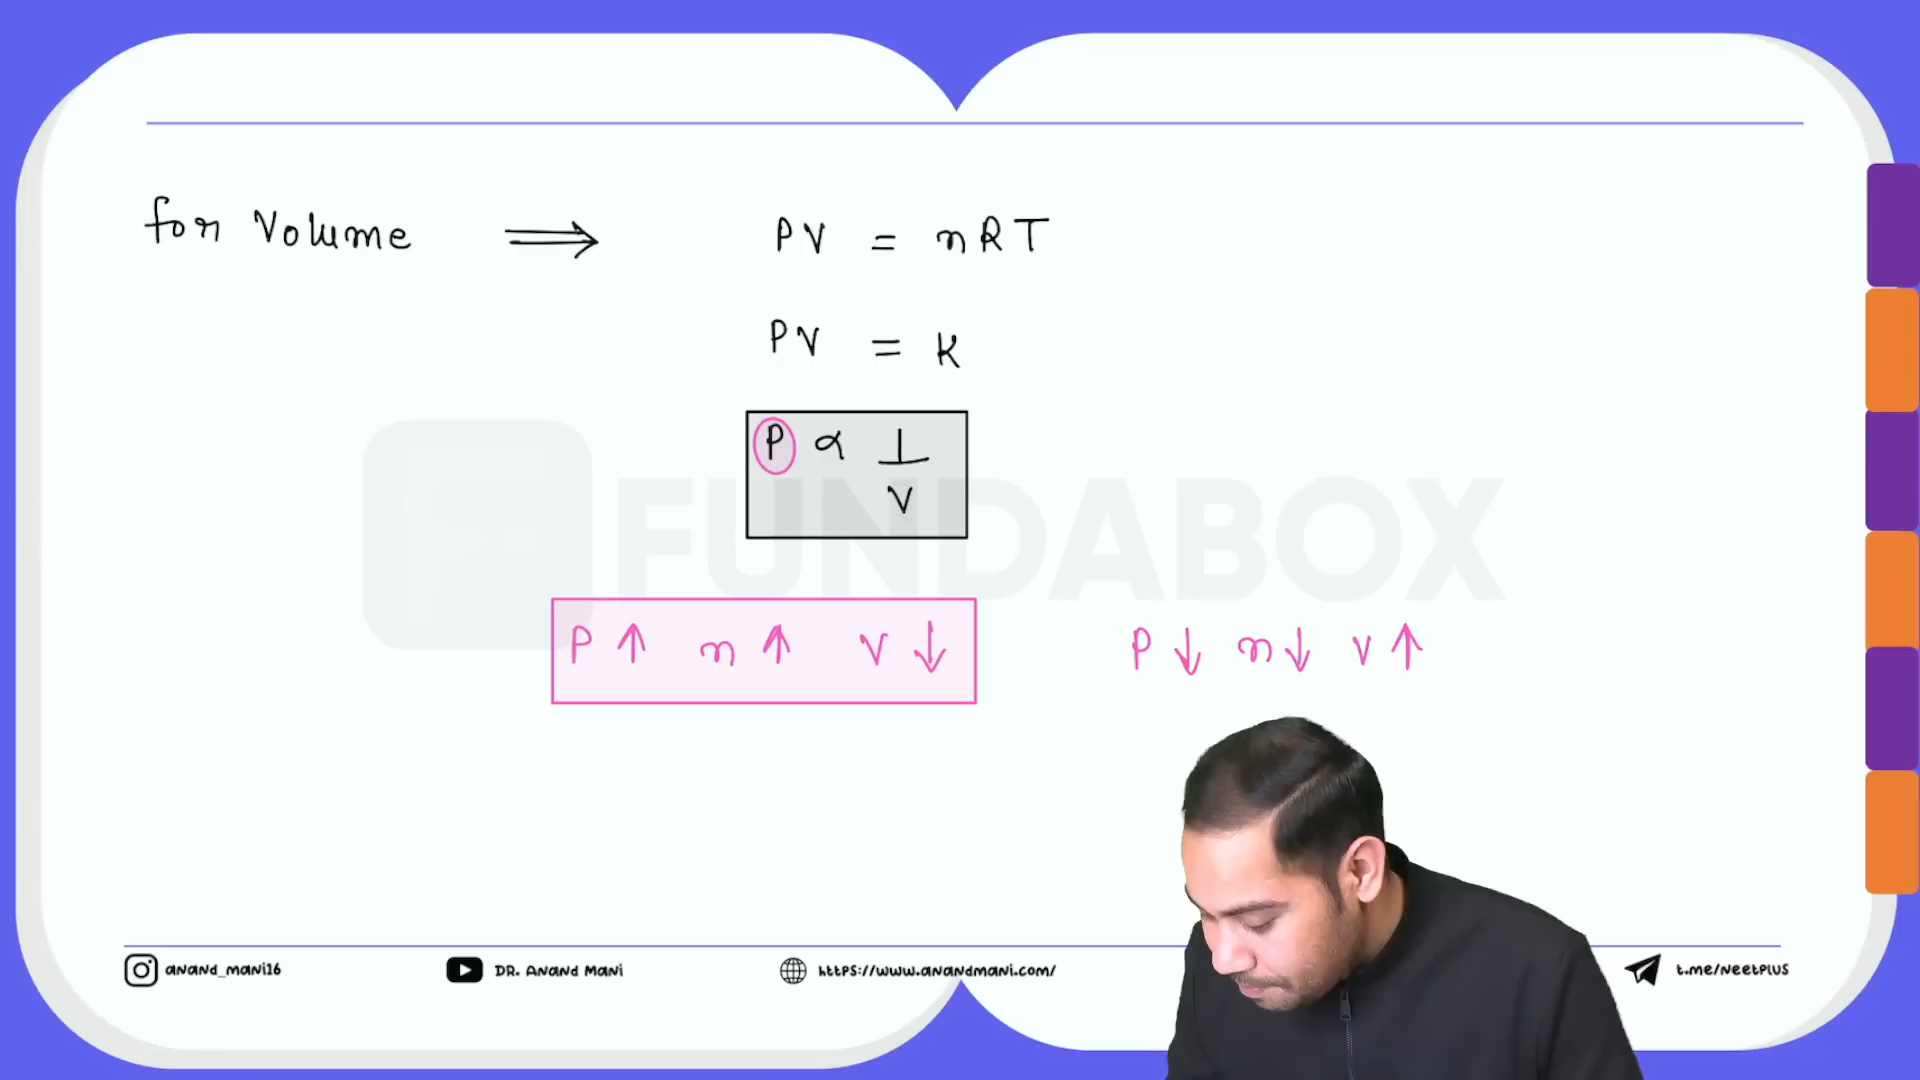 for Volume ⟹ PV = nRT
PV = K
P ∝ 1/V
FUNDABOX
P ↑ n ↑ V ↓ P ↓ n ↓ V ↑
anand_mani16 DR. Anand Mani https://www.anandmani.com/ t.me/neetplus